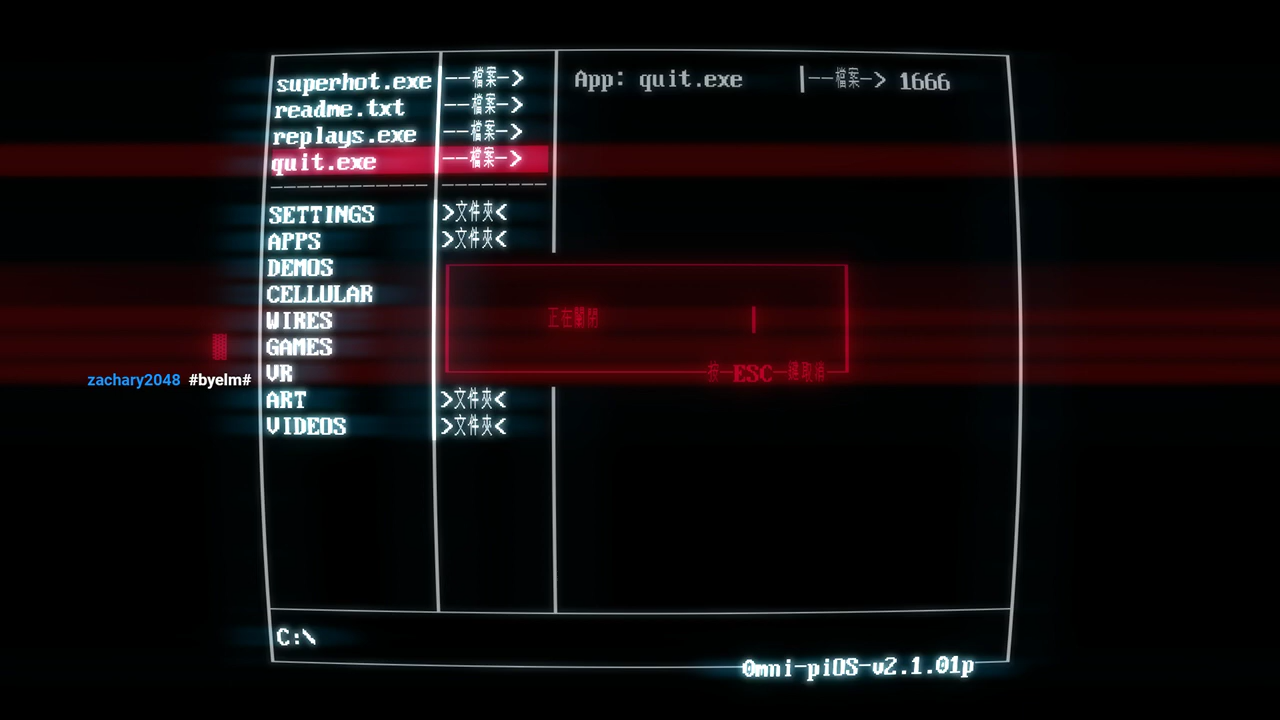 superhot.exe ——檔案—>
App: quit.exe |——檔案—> 1666
readme.txt ——檔案—>
replays.exe ——檔案—>
quit.exe ——檔案—>
SETTINGS >文件夾<
APPS >文件夾<
DEMOS
CELLULAR
WIRES
正在關閉
GAMES
VR
按—ESC—鍵取消
zachary2048 #byelm#
ART >文件夾<
VIDEOS >文件夾<
C:\
Omni-piOS-v2.1.01p